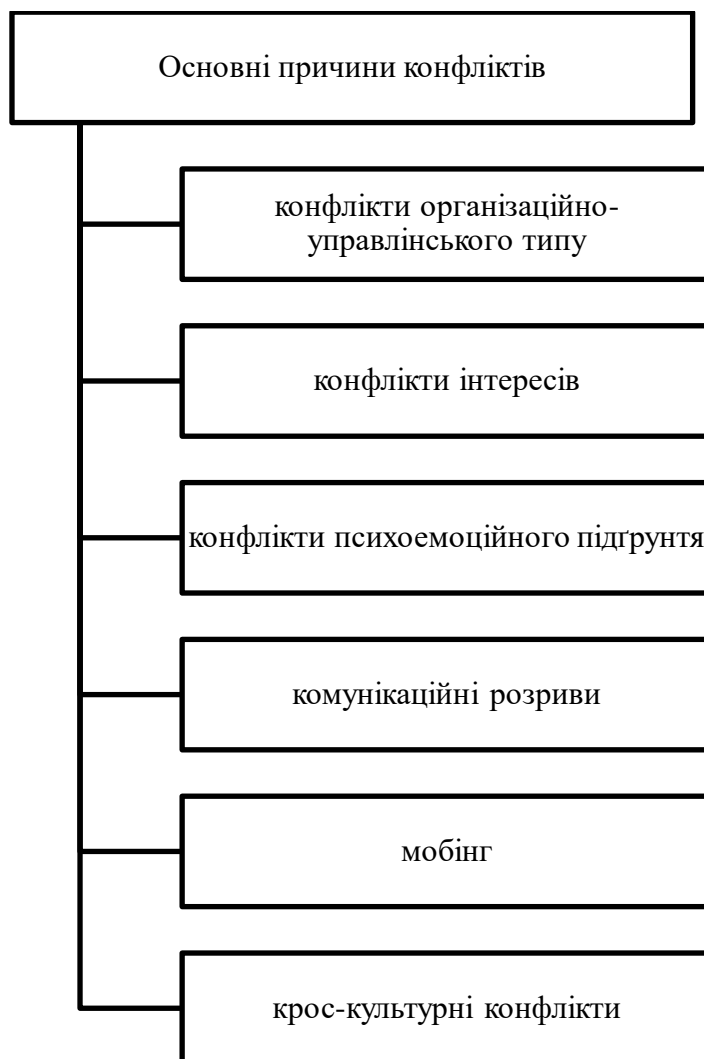 Основні причини конфліктів
конфлікти організаційно-
управлінського типу
конфлікти інтересів
конфлікти психоемоційного підґрунтя
комунікаційні розриви
мобінг
крос-культурні конфлікти